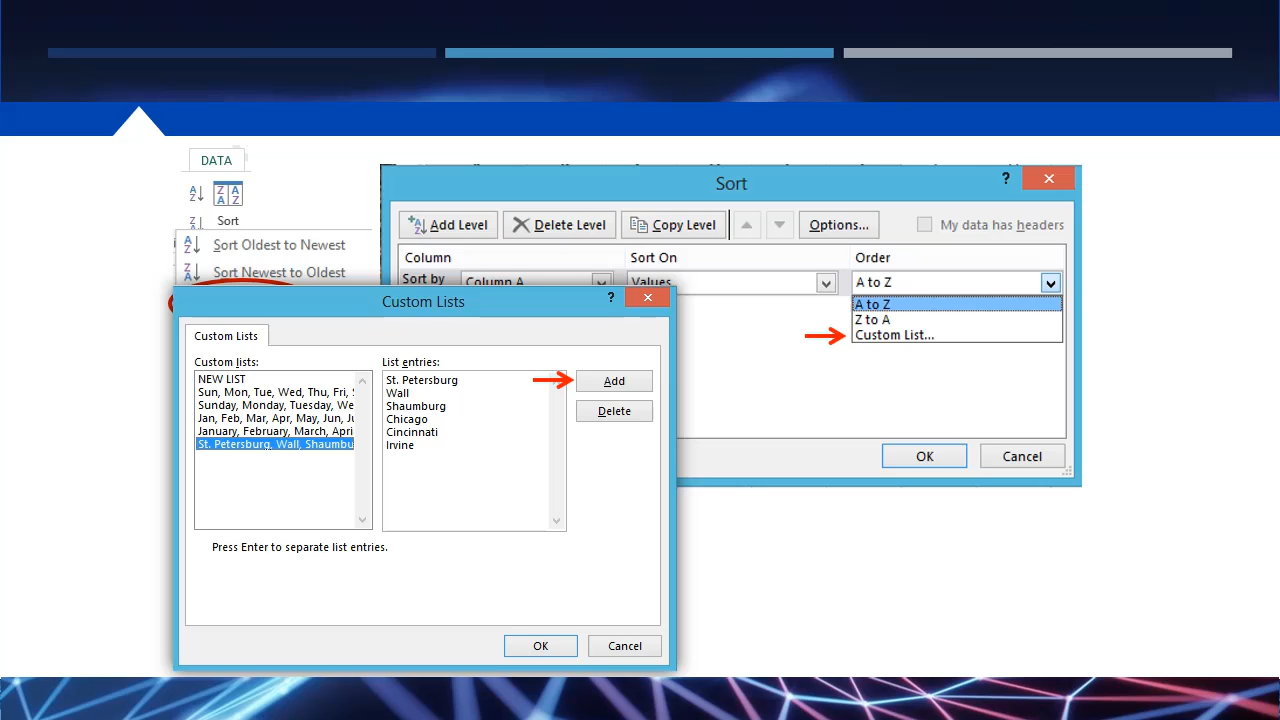 DATA
Sort
Sort Oldest to Newest
Sort Newest to Oldest
Sort
?
Add Level
Delete Level
Copy Level
Options...
My data has headers
Column
Sort On
Order
Sort by
Column A
Values
A to Z
A to Z
Z to A
Custom List...
OK
Cancel
Custom Lists
?
Custom Lists
Custom lists:
NEW LIST
Sun, Mon, Tue, Wed, Thu, Fri, S
Sunday, Monday, Tuesday, We
Jan, Feb, Mar, Apr, May, Jun, Ju
January, February, March, Apri
St. Petersburg, Wall, Shaumbu
List entries:
St. Petersburg
Wall
Shaumburg
Chicago
Cincinnati
Irvine
Add
Delete
Press Enter to separate list entries.
OK
Cancel